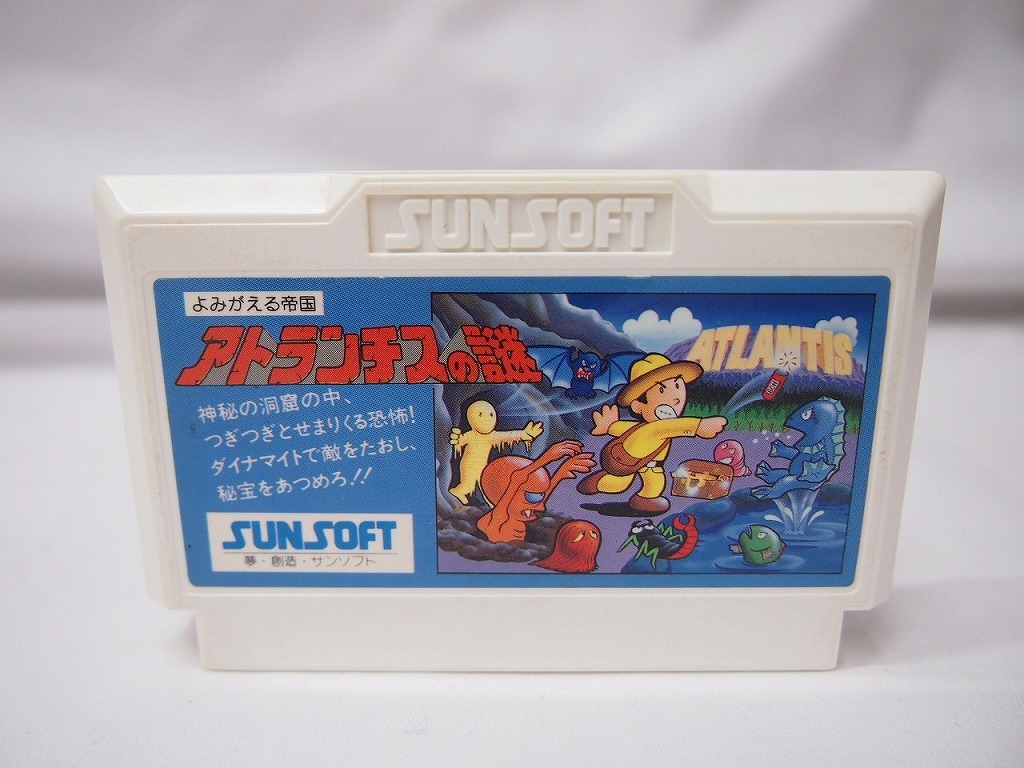 SUNSOFT
よみがえる帝国
アトランチスの謎
ATLANTIS
神秘の洞窟の中、
つぎつぎとせまりくる恐怖!
ダイナマイトで敵をたおし、
秘宝をあつめろ!!
SUNSOFT
夢・創造・サンソフト